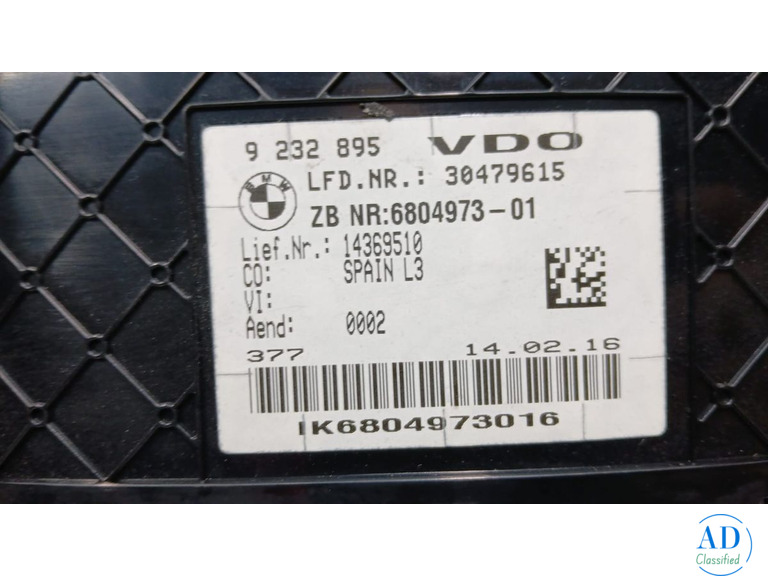 9 232 895 VDO
BMW
LFD.NR.: 30479615
ZB NR:6804973-01
Lief.Nr.: 14369510
CO: SPAIN L3
VI:
Aend: 0002
377 14.02.16
IK6804973016
AD
Classified